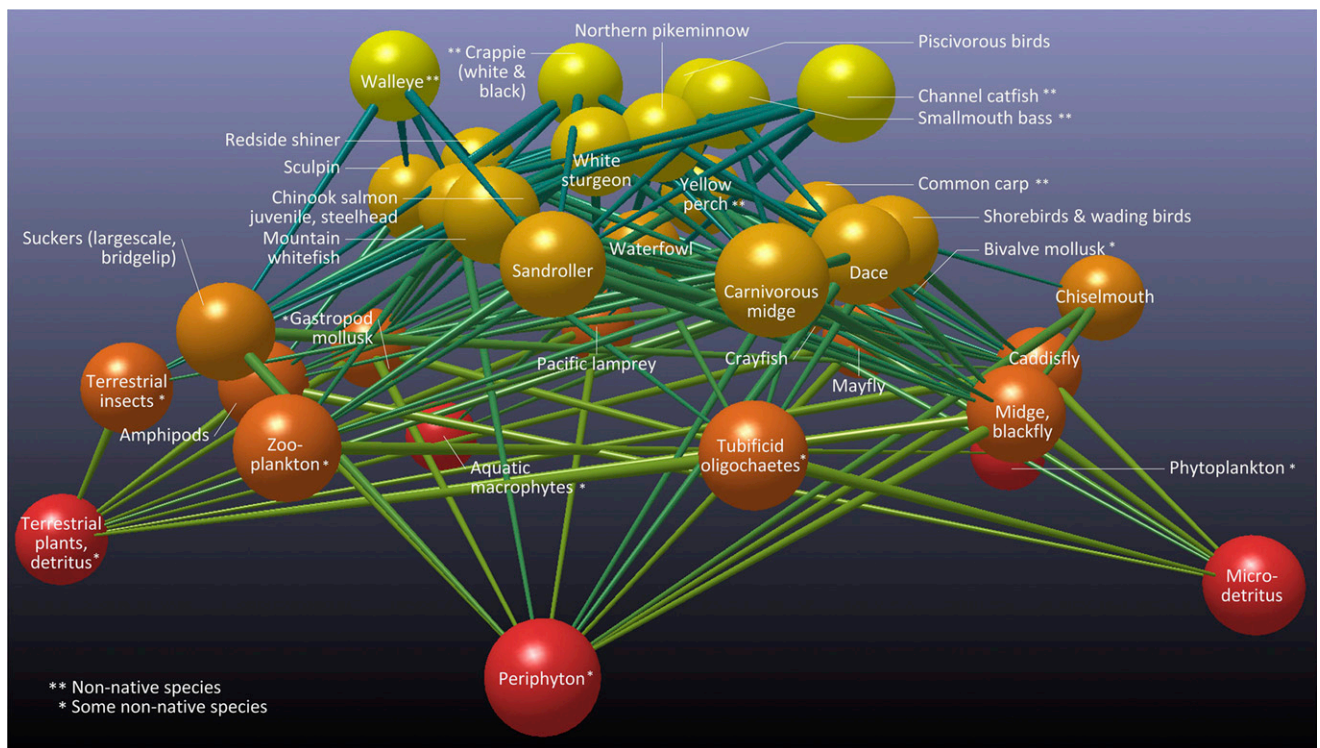 Northern pikeminnow
Piscivorous birds
Walleye **
** Crappie
(white &
black)
Channel catfish **
Smallmouth bass **
Redside shiner
Sculpin
White
sturgeon
Yellow
perch **
Common carp **
Chinook salmon
juvenile, steelhead
Shorebirds & wading birds
Suckers (largescale,
bridgelip)
Mountain
whitefish
Waterfowl
Bivalve mollusk *
Sandroller
Dace
Carnivorous
midge
Chiselmouth
* Gastropod
mollusk
Pacific lamprey
Crayfish
Caddisfly
Mayfly
Terrestrial
insects *
Amphipods
Midge,
blackfly
Zoo-
plankton *
Tubificid
oligochaetes *
Aquatic
macrophytes *
Phytoplankton *
Terrestrial
plants,
detritus *
Micro-
detritus
Periphyton *
** Non-native species
* Some non-native species